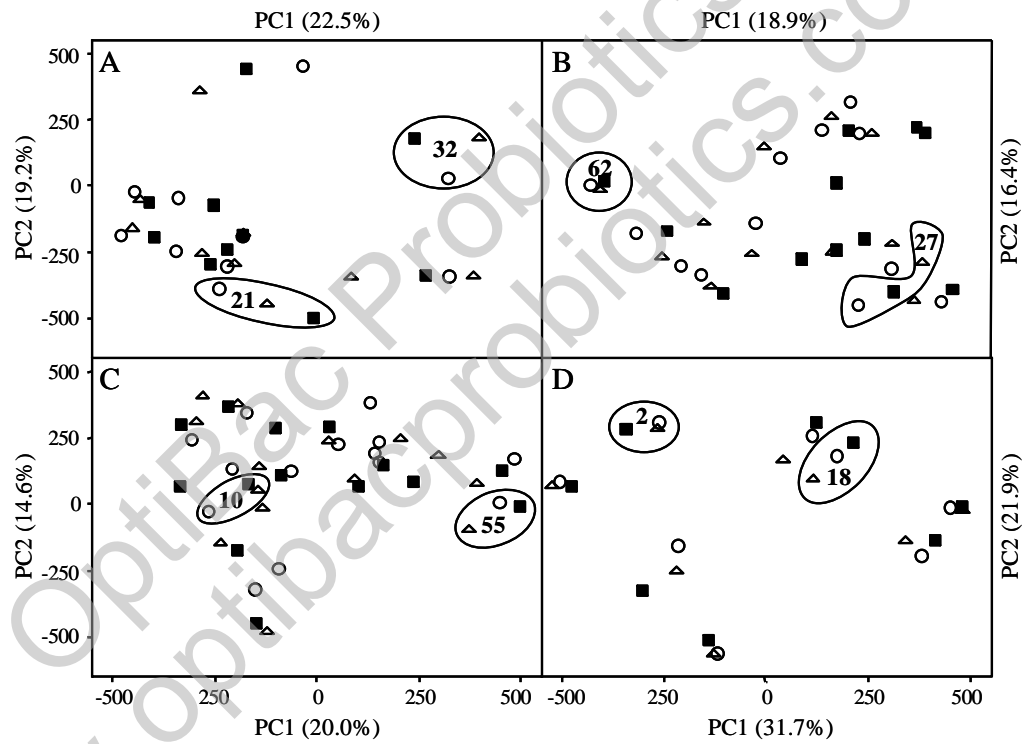 PC1 (22.5%) PC1 (18.9%)
500 A B
250 32 62
0
-250 27
21
-500
PC2 (19.2%)
PC2 (16.4%)
500 C D
250 2
18
0 10 55
-250
-500
PC2 (14.6%)
PC2 (21.9%)
-500 250 0 250 500 -500 250 0 250 500
PC1 (20.0%) PC1 (31.7%)
OptiBac Probiotics
optibacprobiotics.co